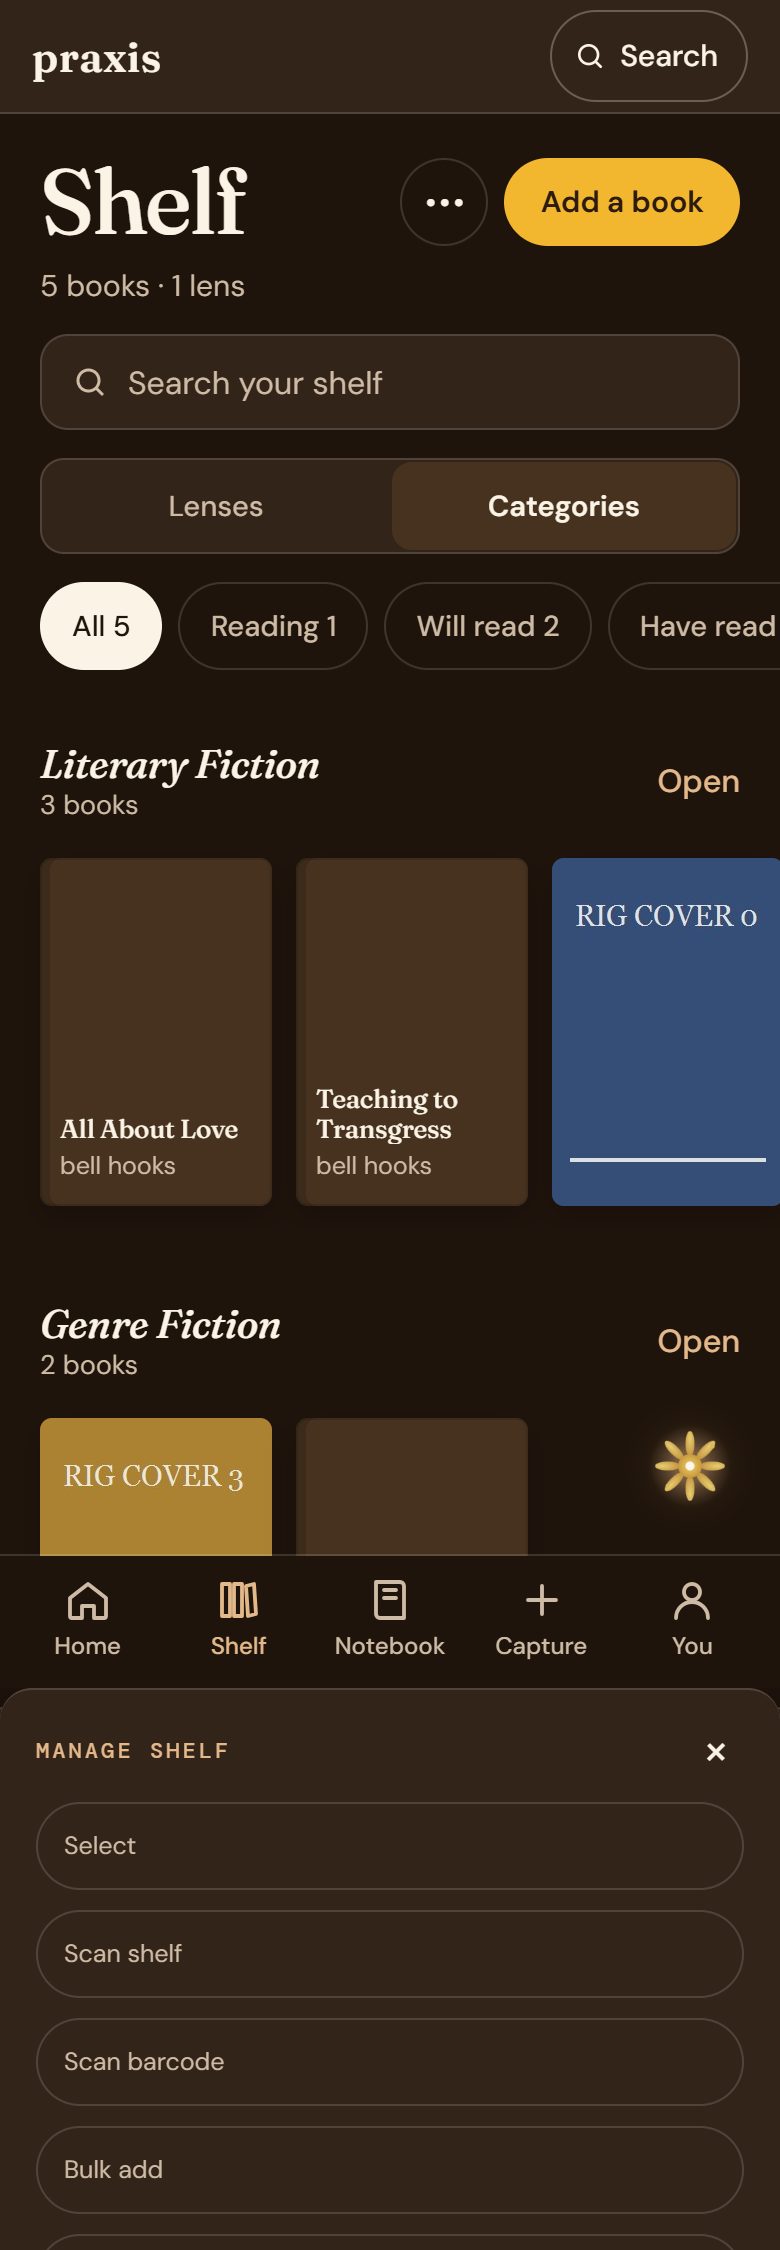 praxis
Search
Shelf
Add a book
5 books · 1 lens
Search your shelf
Lenses
Categories
All 5
Reading 1
Will read 2
Have read
Literary Fiction
3 books
Open
RIG COVER 0
All About Love
bell hooks
Teaching to
Transgress
bell hooks
Genre Fiction
2 books
Open
RIG COVER 3
Home
Shelf
Notebook
Capture
You
MANAGE SHELF
Select
Scan shelf
Scan barcode
Bulk add